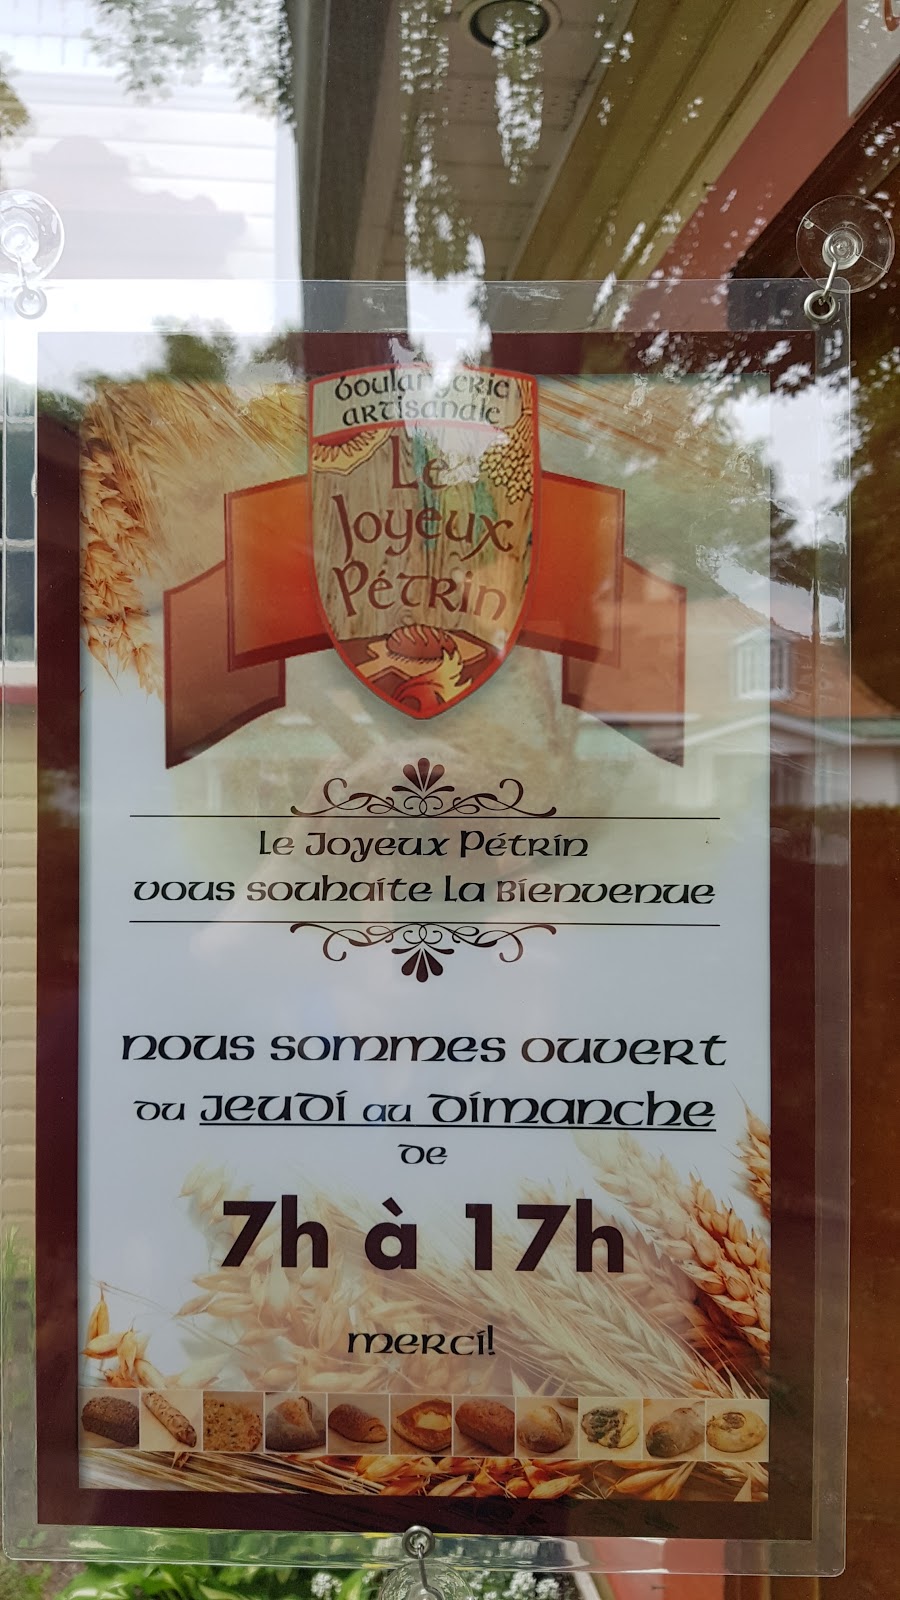 boulangerie
artisanale
Le
Joyeux
Pétrin
Le Joyeux Pétrin
vous souhaite la Bienvenue
nous sommes ouvert
du jeudi au dimanche
de
7h à 17h
merci!